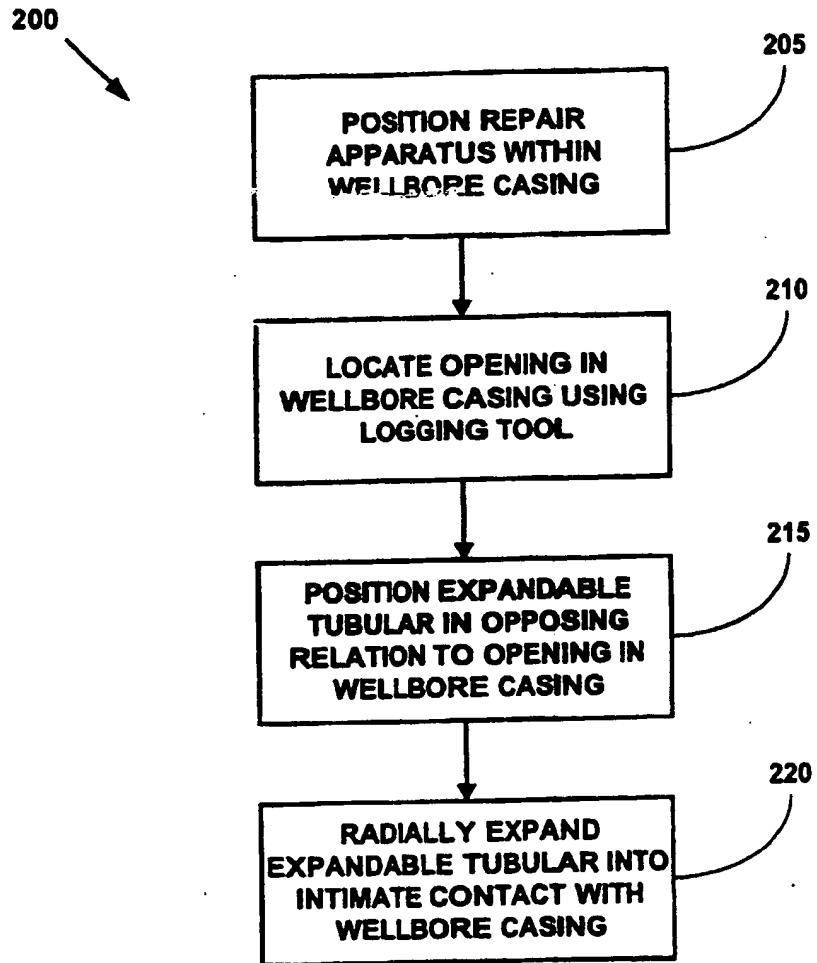 200
205
POSITION REPAIR
APPARATUS WITHIN
WELLBORE CASING
210
LOCATE OPENING IN
WELLBORE CASING USING
LOGGING TOOL
215
POSITION EXPANDABLE
TUBULAR IN OPPOSING
RELATION TO OPENING IN
WELLBORE CASING
220
RADIALLY EXPAND
EXPANDABLE TUBULAR INTO
INTIMATE CONTACT WITH
WELLBORE CASING